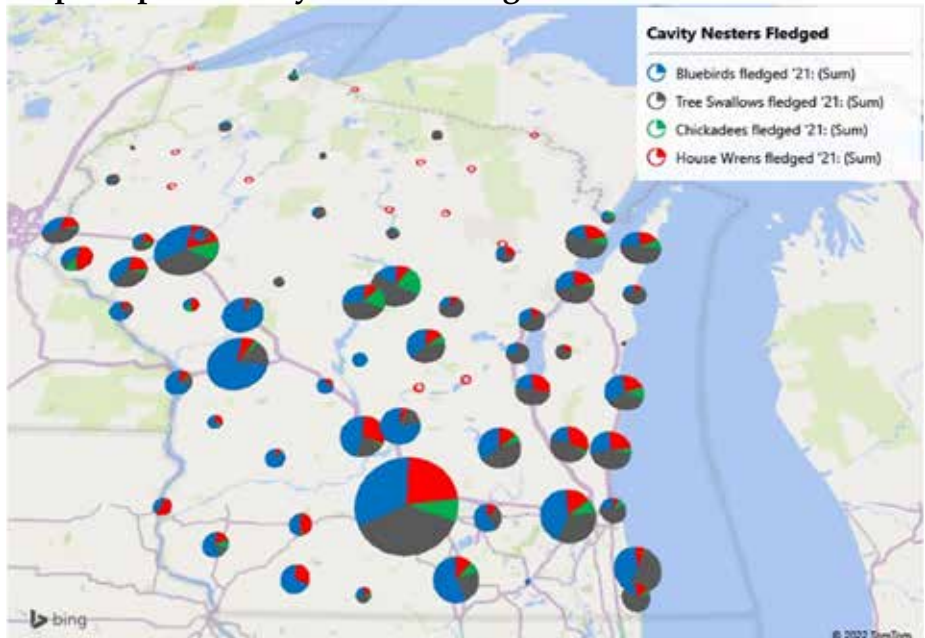 Cavity Nesters Fledged
Bluebirds fledged '21: (Sum)
Tree Swallows fledged '21: (Sum)
Chickadees fledged '21: (Sum)
House Wrens fledged '21: (Sum)
bing
© 2022 TomTom